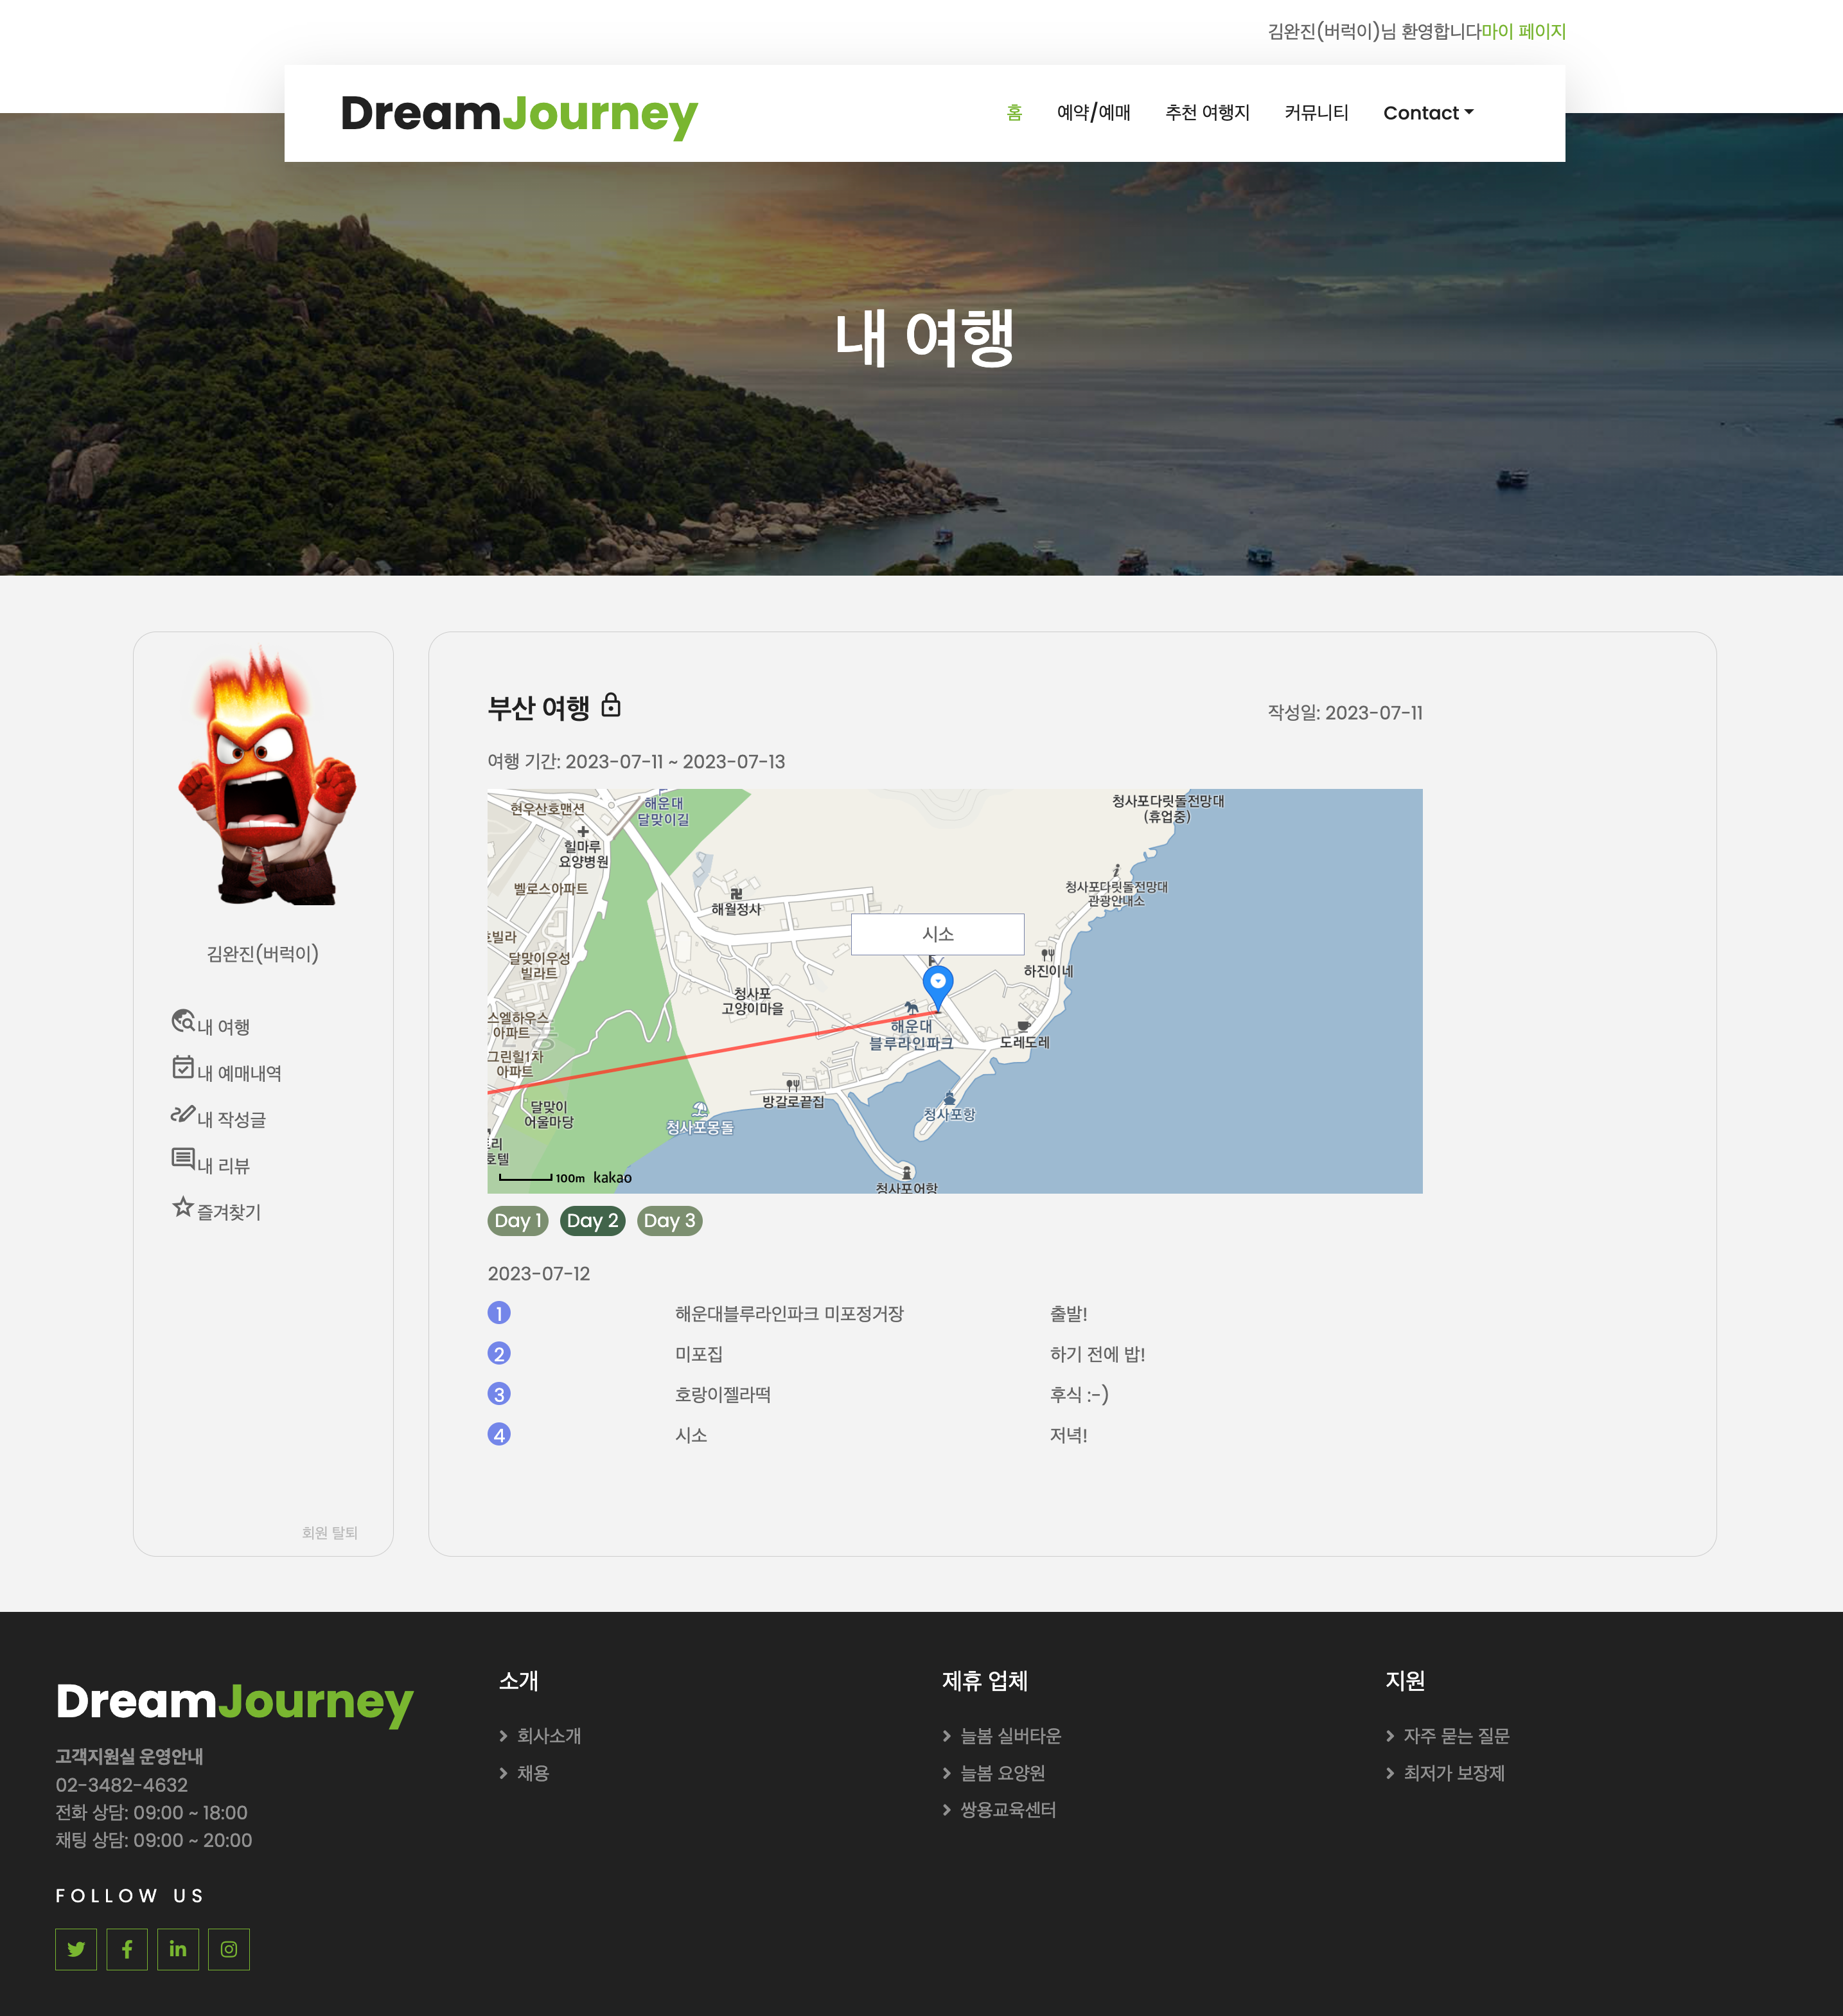 김완진(버럭이)님 환영합니다마이 페이지
DreamJourney
홈 예약/예매 추천 여행지 커뮤니티 Contact
내 여행
김완진(버럭이)
내 여행
내 예매내역
내 작성글
내 리뷰
즐겨찾기
회원 탈퇴
부산 여행
작성일: 2023-07-11
여행 기간: 2023-07-11 ~ 2023-07-13
현우산호맨션
해운대
달맞이길
힐마루
요양병원
벨로스아파트
해월정사
청사포다릿돌전망대
(휴업중)
청사포다릿돌전망대
관광안내소
시소
하진이네
빌라
달맞이우성
빌라트
청사포
고양이마을
스엘하우스
아파트
그린힐1차
아파트
해운대
블루라인파크
도레도레
방갈로끝집
달맞이
어울마당
청사포몽돌
청사포항
리
호텔
청사포어항
100m kakao
Day 1 Day 2 Day 3
2023-07-12
1 해운대블루라인파크 미포정거장 출발!
2 미포집 하기 전에 밥!
3 호랑이젤라떡 후식 :-)
4 시소 저녁!
DreamJourney
고객지원실 운영안내
02-3482-4632
전화 상담: 09:00 ~ 18:00
채팅 상담: 09:00 ~ 20:00
FOLLOW US
소개
회사소개
채용
제휴 업체
늘봄 실버타운
늘봄 요양원
쌍용교육센터
지원
자주 묻는 질문
최저가 보장제